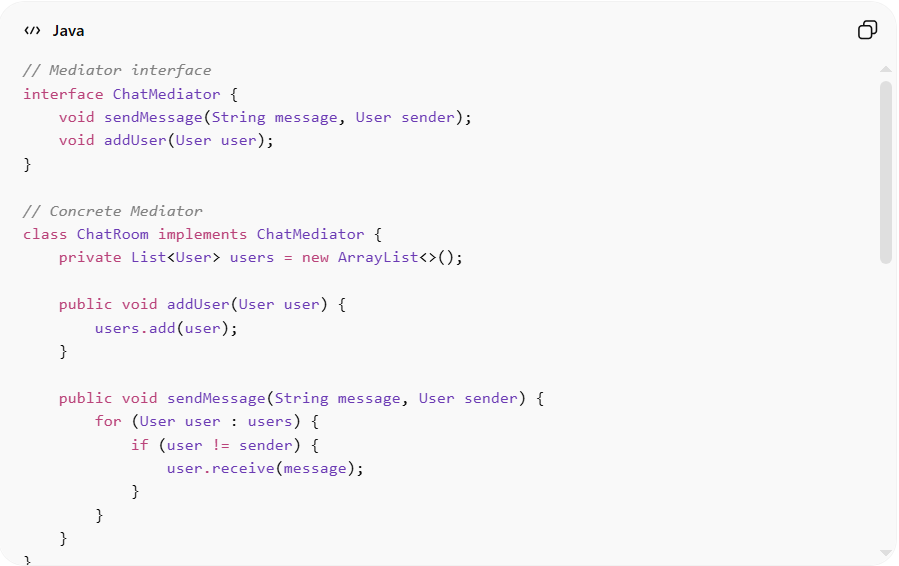 </> Java
// Mediator interface
interface ChatMediator {
    void sendMessage(String message, User sender);
    void addUser(User user);
}

// Concrete Mediator
class ChatRoom implements ChatMediator {
    private List<User> users = new ArrayList<>();

    public void addUser(User user) {
        users.add(user);
    }

    public void sendMessage(String message, User sender) {
        for (User user : users) {
            if (user != sender) {
                user.receive(message);
            }
        }
    }
}